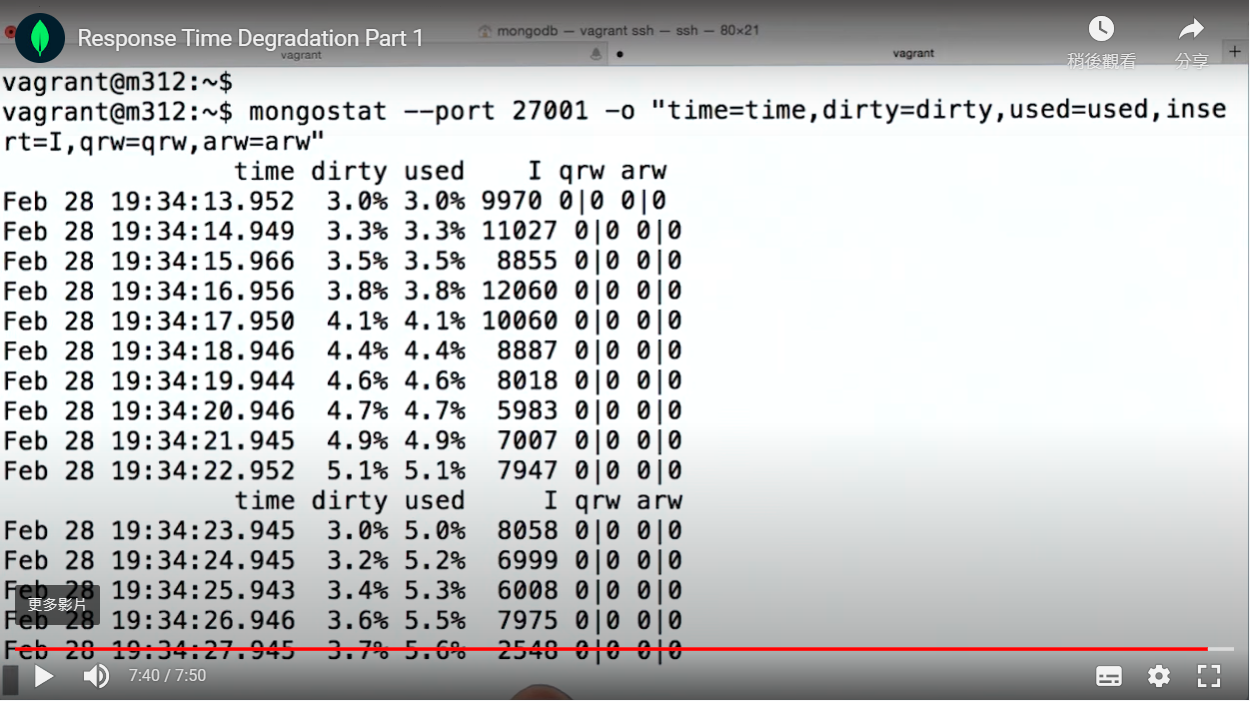 mongodb — vagrant ssh — ssh — 80×21
Response Time Degradation Part 1
稍後觀看
分享
vagrant
vagrant
+
vagrant@m312:~$
vagrant@m312:~$ mongostat --port 27001 -o "time=time,dirty=dirty,used=used,inse
rt=I,qrw=qrw,arw=arw"
time dirty used I qrw arw
Feb 28 19:34:13.952 3.0% 3.0% 9970 0|0 0|0
Feb 28 19:34:14.949 3.3% 3.3% 11027 0|0 0|0
Feb 28 19:34:15.966 3.5% 3.5% 8855 0|0 0|0
Feb 28 19:34:16.956 3.8% 3.8% 12060 0|0 0|0
Feb 28 19:34:17.950 4.1% 4.1% 10060 0|0 0|0
Feb 28 19:34:18.946 4.4% 4.4% 8887 0|0 0|0
Feb 28 19:34:19.944 4.6% 4.6% 8018 0|0 0|0
Feb 28 19:34:20.946 4.7% 4.7% 5983 0|0 0|0
Feb 28 19:34:21.945 4.9% 4.9% 7007 0|0 0|0
Feb 28 19:34:22.952 5.1% 5.1% 7947 0|0 0|0
time dirty used I qrw arw
Feb 28 19:34:23.945 3.0% 5.0% 8058 0|0 0|0
Feb 28 19:34:24.945 3.2% 5.2% 6999 0|0 0|0
Feb 28 19:34:25.943 3.4% 5.3% 6008 0|0 0|0
更多影片
Feb 28 19:34:26.946 3.6% 5.5% 7975 0|0 0|0
Feb 28 19:34:27.945 3.7% 5.6% 2548 0|0 0|0
7:40 / 7:50